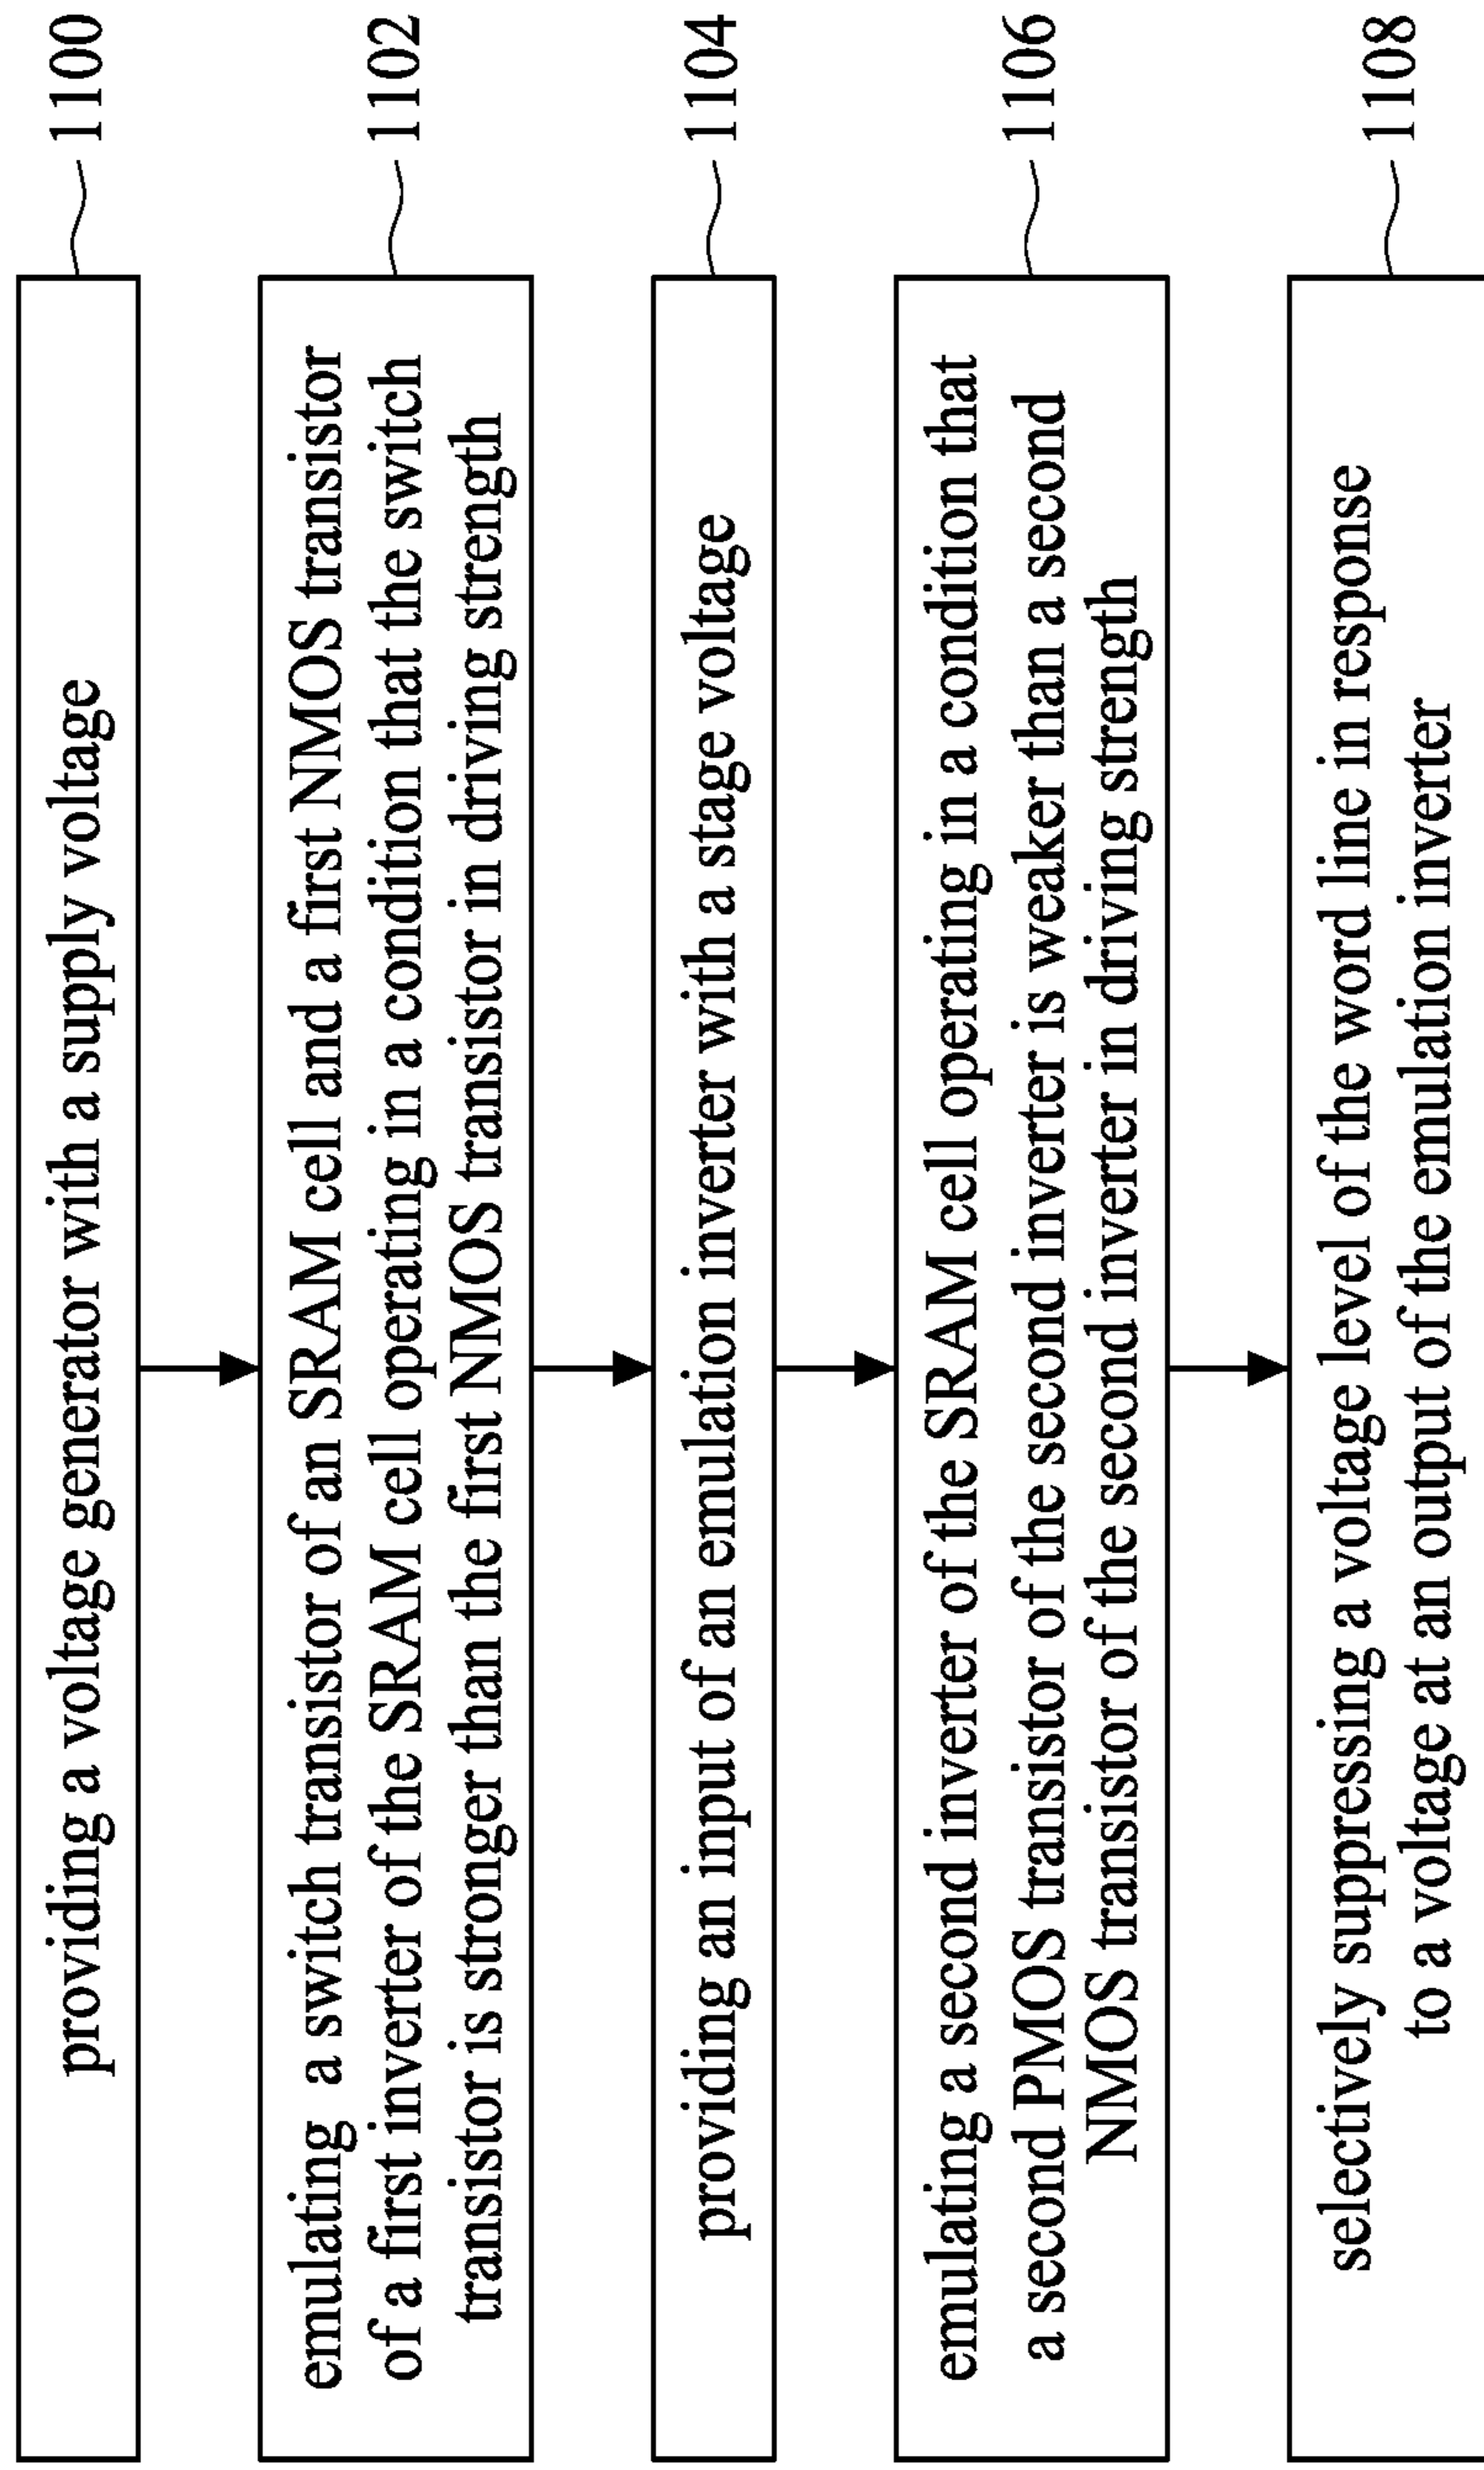 providing a voltage generator with a supply voltage
1100
emulating a switch transistor of an SRAM cell and a first NMOS transistor
of a first inverter of the SRAM cell operating in a condition that the switch
transistor is stronger than the first NMOS transistor in driving strength
1102
providing an input of an emulation inverter with a stage voltage
1104
emulating a second inverter of the SRAM cell operating in a condition that
a second PMOS transistor of the second inverter is weaker than a second
NMOS transistor of the second inverter in driving strength
1106
selectively suppressing a voltage level of the word line in response
to a voltage at an output of the emulation inverter
1108